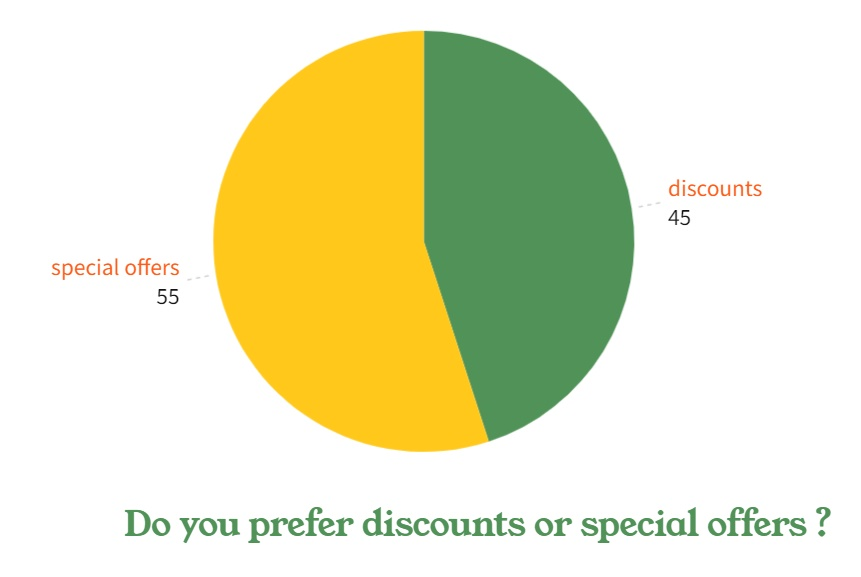 discounts
45
special offers
55
Do you prefer discounts or special offers ?